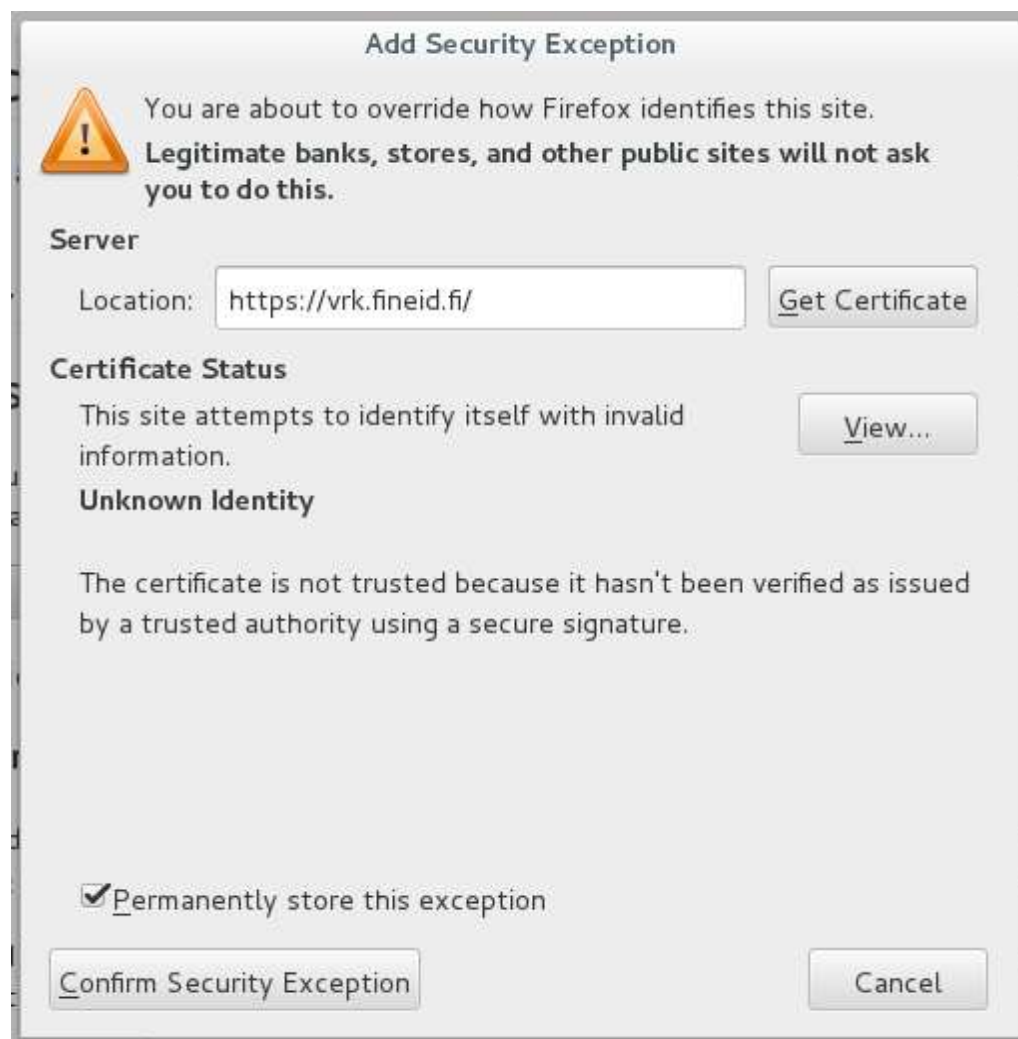 Add Security Exception
You are about to override how Firefox identifies this site.
Legitimate banks, stores, and other public sites will not ask
you to do this.
Server
Location: https://vrk.fineid.fi/ Get Certificate
Certificate Status
This site attempts to identify itself with invalid
information.
View...
Unknown Identity
The certificate is not trusted because it hasn't been verified as issued
by a trusted authority using a secure signature.
Permanently store this exception
Confirm Security Exception Cancel